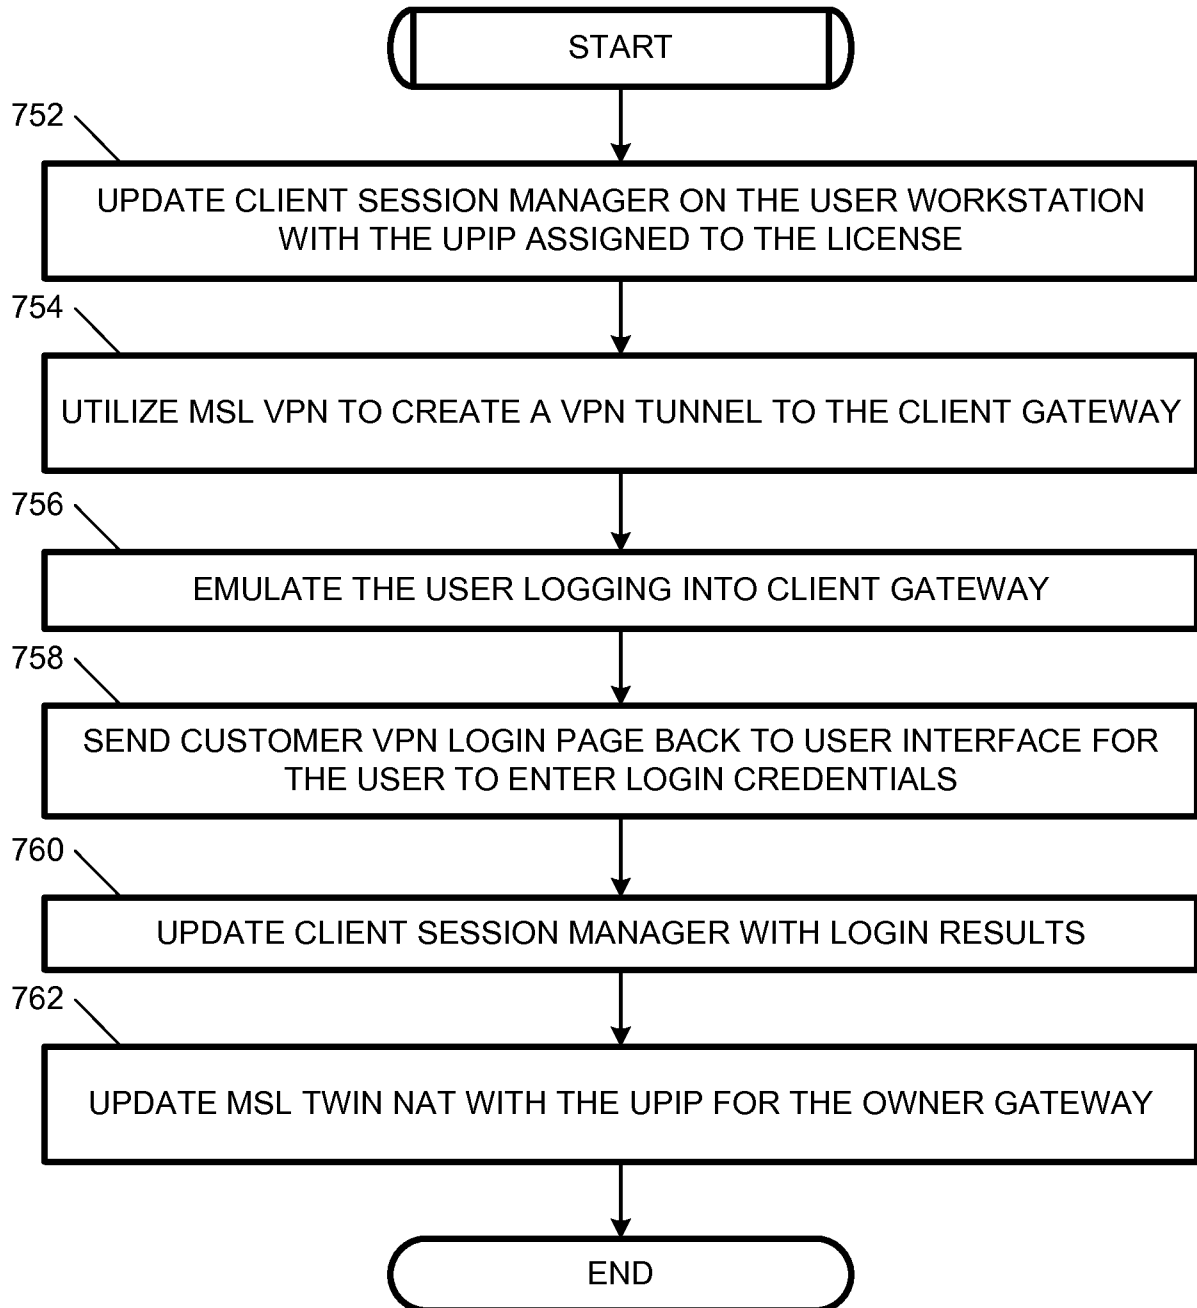 START
752
UPDATE CLIENT SESSION MANAGER ON THE USER WORKSTATION
WITH THE UPIP ASSIGNED TO THE LICENSE
754
UTILIZE MSL VPN TO CREATE A VPN TUNNEL TO THE CLIENT GATEWAY
756
EMULATE THE USER LOGGING INTO CLIENT GATEWAY
758
SEND CUSTOMER VPN LOGIN PAGE BACK TO USER INTERFACE FOR
THE USER TO ENTER LOGIN CREDENTIALS
760
UPDATE CLIENT SESSION MANAGER WITH LOGIN RESULTS
762
UPDATE MSL TWIN NAT WITH THE UPIP FOR THE OWNER GATEWAY
END